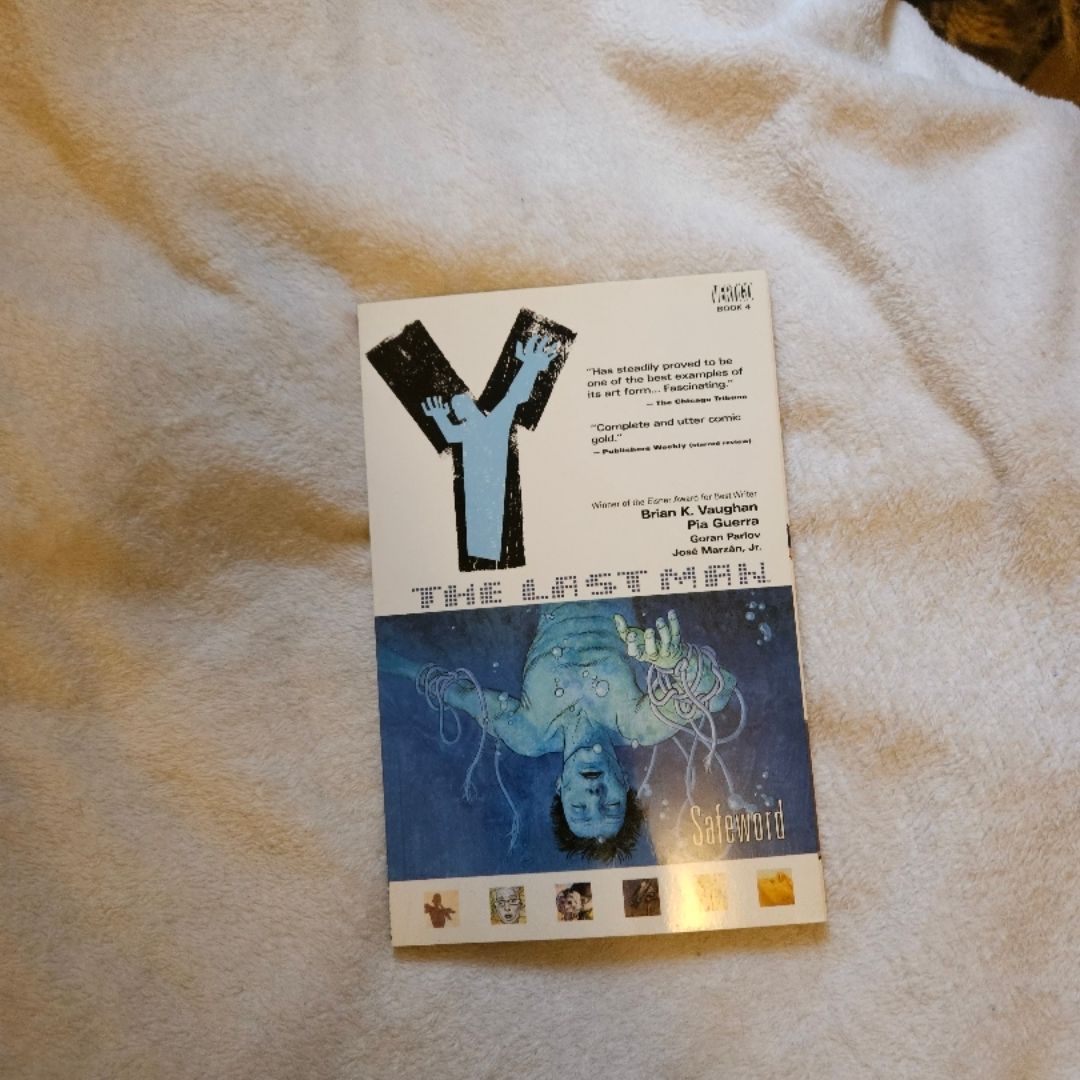 Y
VERTIGO
BOOK 4
"Has steadily proved to be
one of the best examples of
its art form... Fascinating."
— The Chicago Tribune
"Complete and utter comic
gold."
— Publishers Weekly (starred review)
Winner of the Eisner Award for Best Writer
Brian K. Vaughan
Pia Guerra
Goran Parlov
José Marzán, Jr.
THE LAST MAN
Safeword